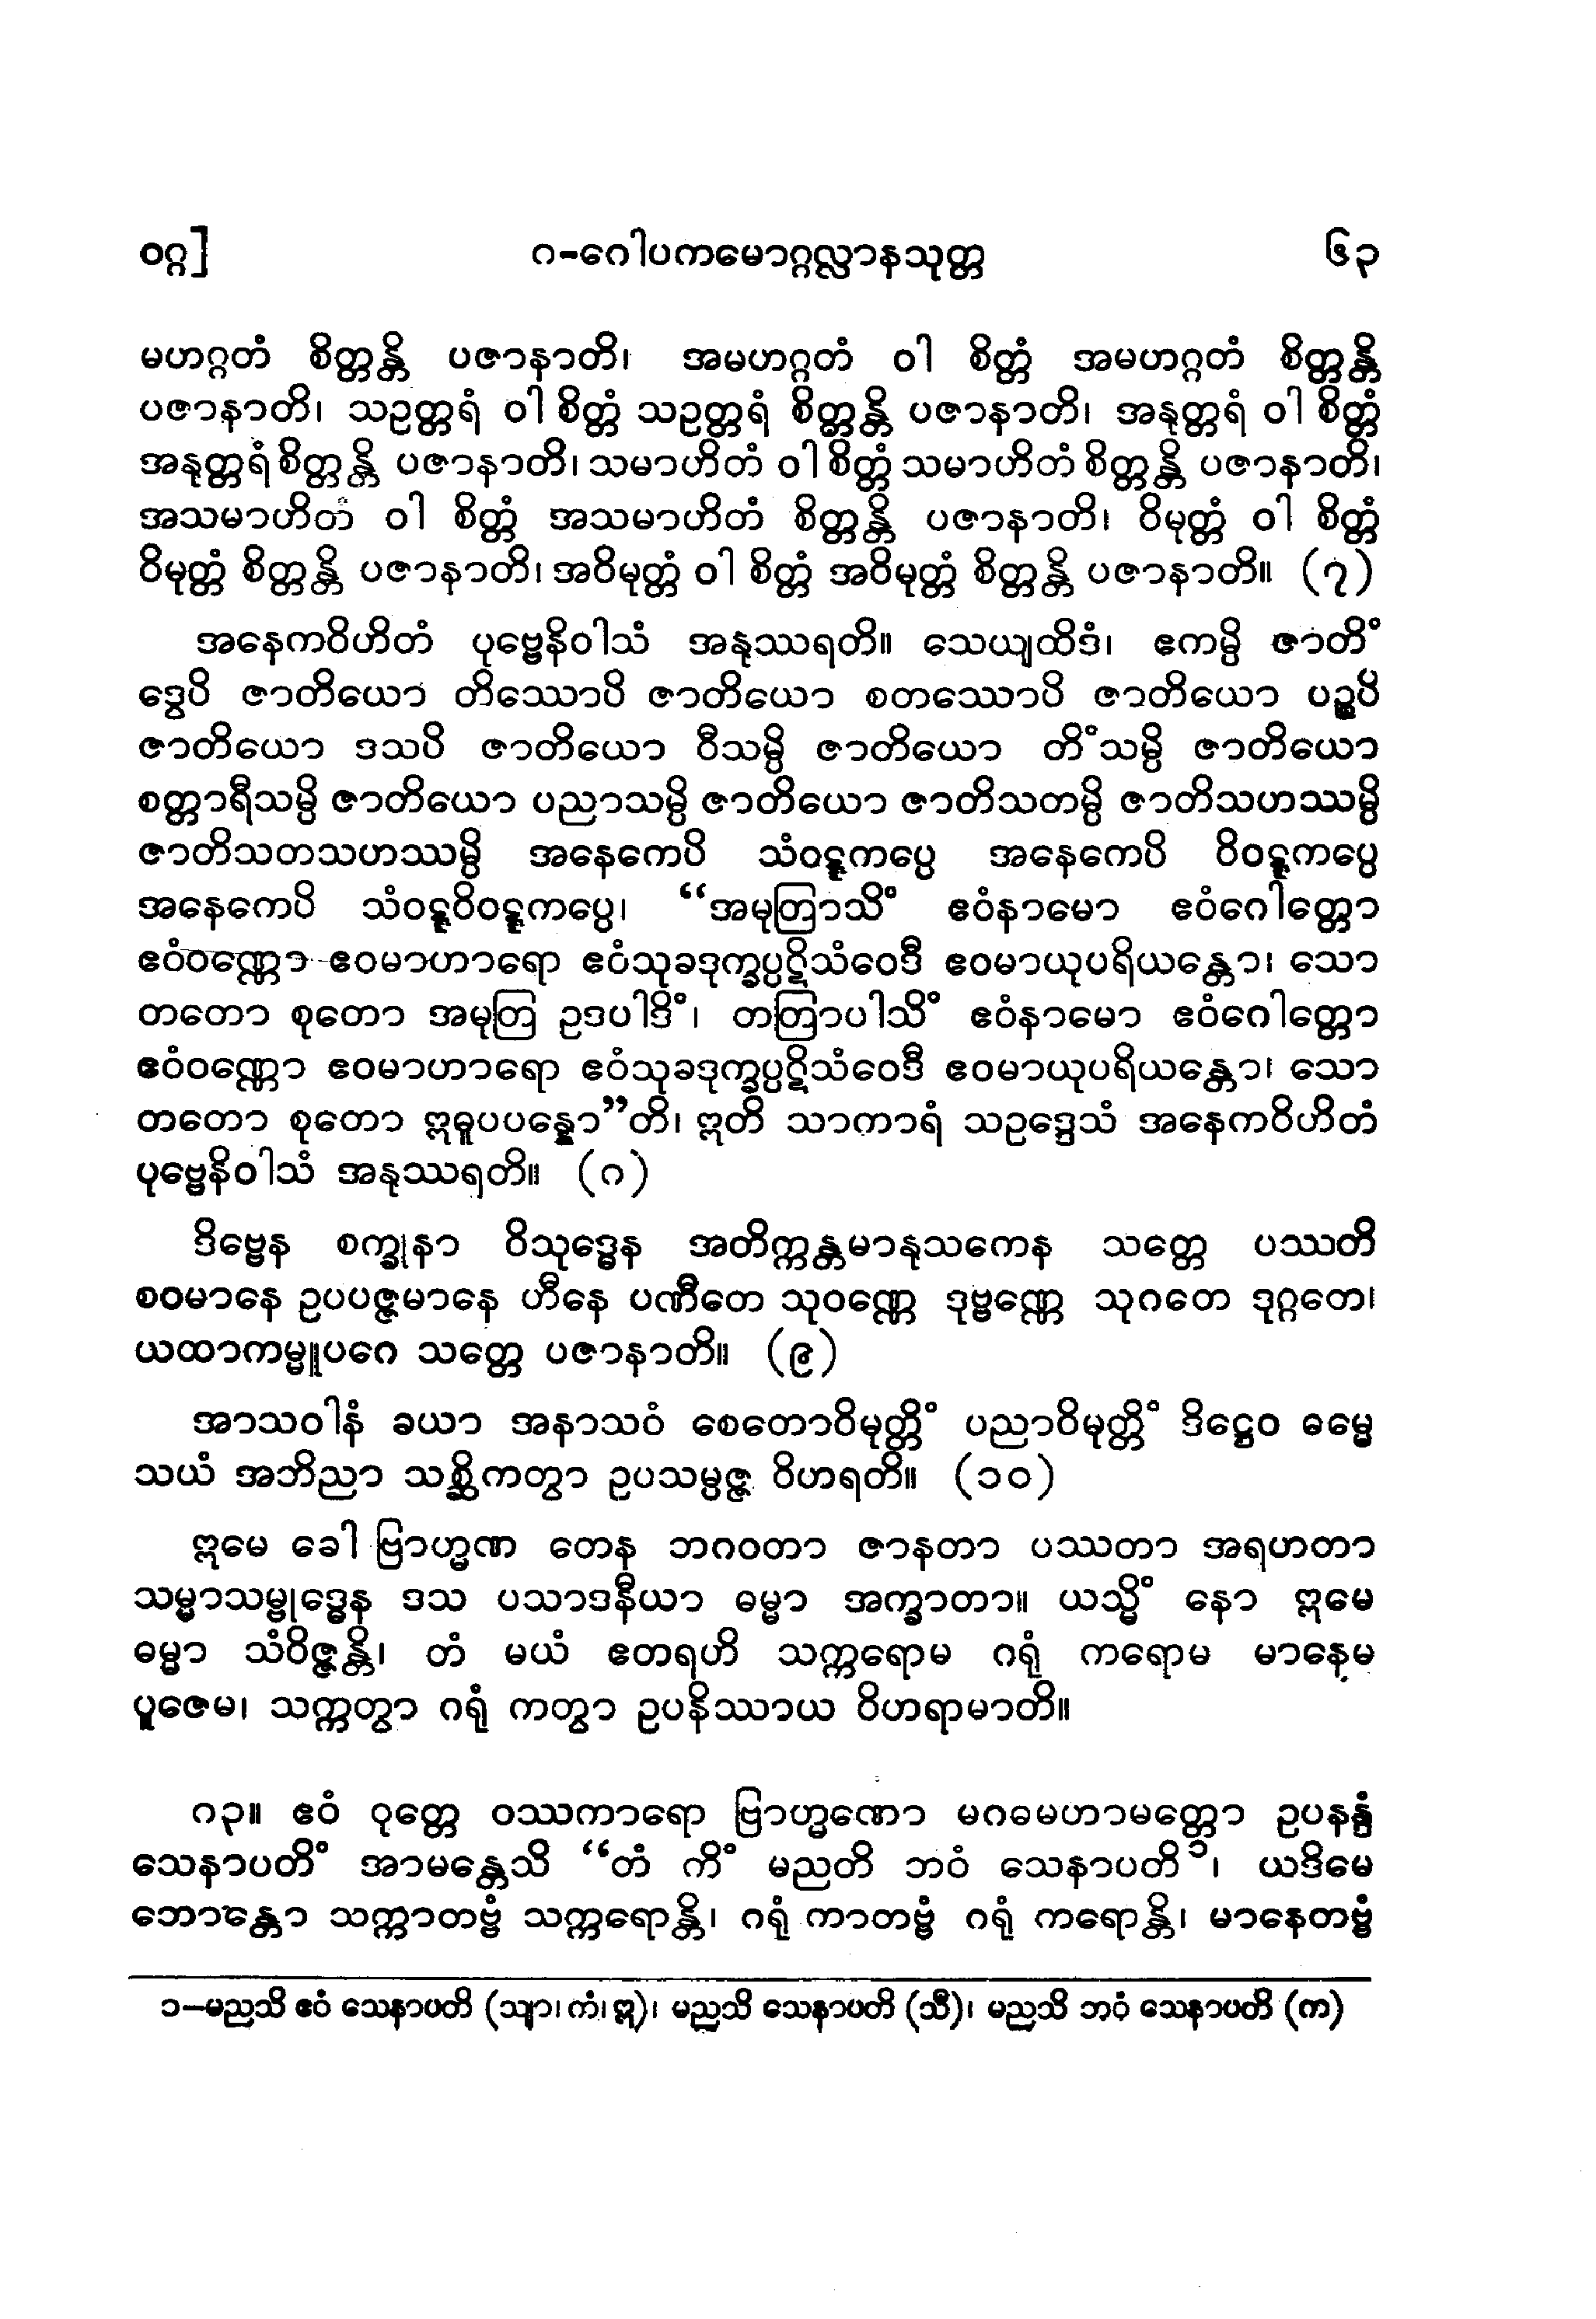 ဝဂ္ဂ] ၈-ဂေါပကမောဂ္ဂလ္လာနသုတ္တ ၆၃
မဟဂ္ဂတံ စိတ္တန္တိ ပဇာနာတိ၊ အမဟဂ္ဂတံ ဝါ စိတ္တံ အမဟဂ္ဂတံ စိတ္တန္တိ
ပဇာနာတိ၊ သဥတ္တရံ ဝါ စိတ္တံ သဥတ္တရံ စိတ္တန္တိ ပဇာနာတိ၊ အနုတ္တရံ ဝါ စိတ္တံ
အနုတ္တရံ စိတ္တန္တိ ပဇာနာတိ၊ သမာဟိတံ ဝါ စိတ္တံ သမာဟိတံ စိတ္တန္တိ ပဇာနာတိ၊
အသမာဟိတံ ဝါ စိတ္တံ အသမာဟိတံ စိတ္တန္တိ ပဇာနာတိ၊ ဝိမုတ္တံ ဝါ စိတ္တံ
ဝိမုတ္တံ စိတ္တန္တိ ပဇာနာတိ၊ အဝိမုတ္တံ ဝါ စိတ္တံ အဝိမုတ္တံ စိတ္တန္တိ ပဇာနာတိ။ (၇)
အနေကဝိဟိတံ ပုဗ္ဗေနိဝါသံ အနုဿရတိ။ သေယျထိဒံ၊ ဧကမ္ပိ ဇာတိံ
ဒွေပိ ဇာတိယော တိဿောပိ ဇာတိယော စတဿောပိ ဇာတိယော ပဉ္စပိ
ဇာတိယော ဒသပိ ဇာတိယော ဝီသမ္ပိ ဇာတိယော တိံသမ္ပိ ဇာတိယော
စတ္တာရီသမ္ပိ ဇာတိယော ပညာသမ္ပိ ဇာတိယော ဇာတိသတမ္ပိ ဇာတိသဟဿမ္ပိ
ဇာတိသတသဟဿမ္ပိ အနေကေပိ သံဝဋ္ဋကပ္ပေ အနေကေပိ ဝိဝဋ္ဋကပ္ပေ
အနေကေပိ သံဝဋ္ဋဝိဝဋ္ဋကပ္ပေ၊ “အမုတြာသိံ ဧဝံနာမော ဧဝံဂေါတ္တော
ဧဝံဝဏ္ဏော ဧဝမာဟာရော ဧဝံသုခဒုက္ခပ္ပဋိသံဝေဒီ ဧဝမာယုပရိယန္တော၊ သော
တတော စုတော အမုတြ ဥဒပါဒိံ၊ တတြာပါသိံ ဧဝံနာမော ဧဝံဂေါတ္တော
ဧဝံဝဏ္ဏော ဧဝမာဟာရော ဧဝံသုခဒုက္ခပ္ပဋိသံဝေဒီ ဧဝမာယုပရိယန္တော၊ သော
တတော စုတော ဣဓူပပန္နော”တိ၊ ဣတိ သာကာရံ သဥဒ္ဒေသံ အနေကဝိဟိတံ
ပုဗ္ဗေနိဝါသံ အနုဿရတိ။ (၈)
ဒိဗ္ဗေန စက္ခုနာ ဝိသုဒ္ဓေန အတိက္ကန္တမာနုသကေန သတ္တေ ပဿတိ
စဝမာနေ ဥပပဇ္ဇမာနေ ဟီနေ ပဏီတေ သုဝဏ္ဏေ ဒုဗ္ဗဏ္ဏေ သုဂတေ ဒုဂ္ဂတေ၊
ယထာကမ္မူပဂေ သတ္တေ ပဇာနာတိ။ (၉)
အာသဝါနံ ခယာ အနာသဝံ စေတောဝိမုတ္တိံ ပညာဝိမုတ္တိံ ဒိဋ္ဌေဝ ဓမ္မေ
သယံ အဘိညာ သစ္ဆိကတွာ ဥပသမ္ပဇ္ဇ ဝိဟရတိ။ (၁၀)
ဣမေ ခေါ ဗြာဟ္မဏ တေန ဘဂဝတာ ဇာနတာ ပဿတာ အရဟတာ
သမ္မာသမ္ဗုဒ္ဓေန ဒသ ပသာဒနီယာ ဓမ္မာ အက္ခာတာ။ ယသ္မိံ နော ဣမေ
ဓမ္မာ သံဝိဇ္ဇန္တိ၊ တံ မယံ ဧတရဟိ သက္ကရောမ ဂရုံ ကရောမ မာနေမ
ပူဇေမ၊ သက္ကတွာ ဂရုံ ကတွာ ဥပနိဿာယ ဝိဟရာမာတိ။
၈၃။ ဧဝံ ဝုတ္တေ ဝဿကာရော ဗြာဟ္မဏော မဂဓမဟာမတ္တော ဥပနန္ဒံ
သေနာပတိံ အာမန္တေသိ “တံ ကိံ မညတိ ဘဝံ သေနာပတိ၁၊ ယဒိမေ
ဘောန္တော သက္ကာတဗ္ဗံ သက္ကရောန္တိ၊ ဂရုံ ကာတဗ္ဗံ ဂရုံ ကရောန္တိ၊ မာနေတဗ္ဗံ
၁−မညသိ ဧဝံ သေနာပတိ (သျာ၊ ကံ၊ ဣ)၊ မညသိ သေနာပတိ (သီ)၊ မညသိ ဘဝံ သေနာပတိ (က)